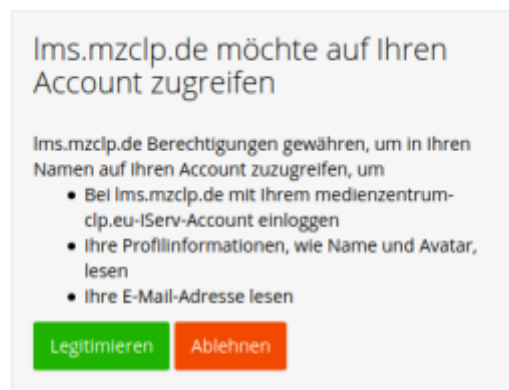 lms.mzclp.de möchte auf Ihren
Account zugreifen
lms.mzclp.de Berechtigungen gewähren, um in Ihren
Namen auf Ihren Account zuzugreifen, um
• Bei lms.mzclp.de mit Ihrem medienzentrum-
clp.eu-IServ-Account einloggen
• Ihre Profilinformationen, wie Name und Avatar,
lesen
• Ihre E-Mail-Adresse lesen
Legitimieren Ablehnen